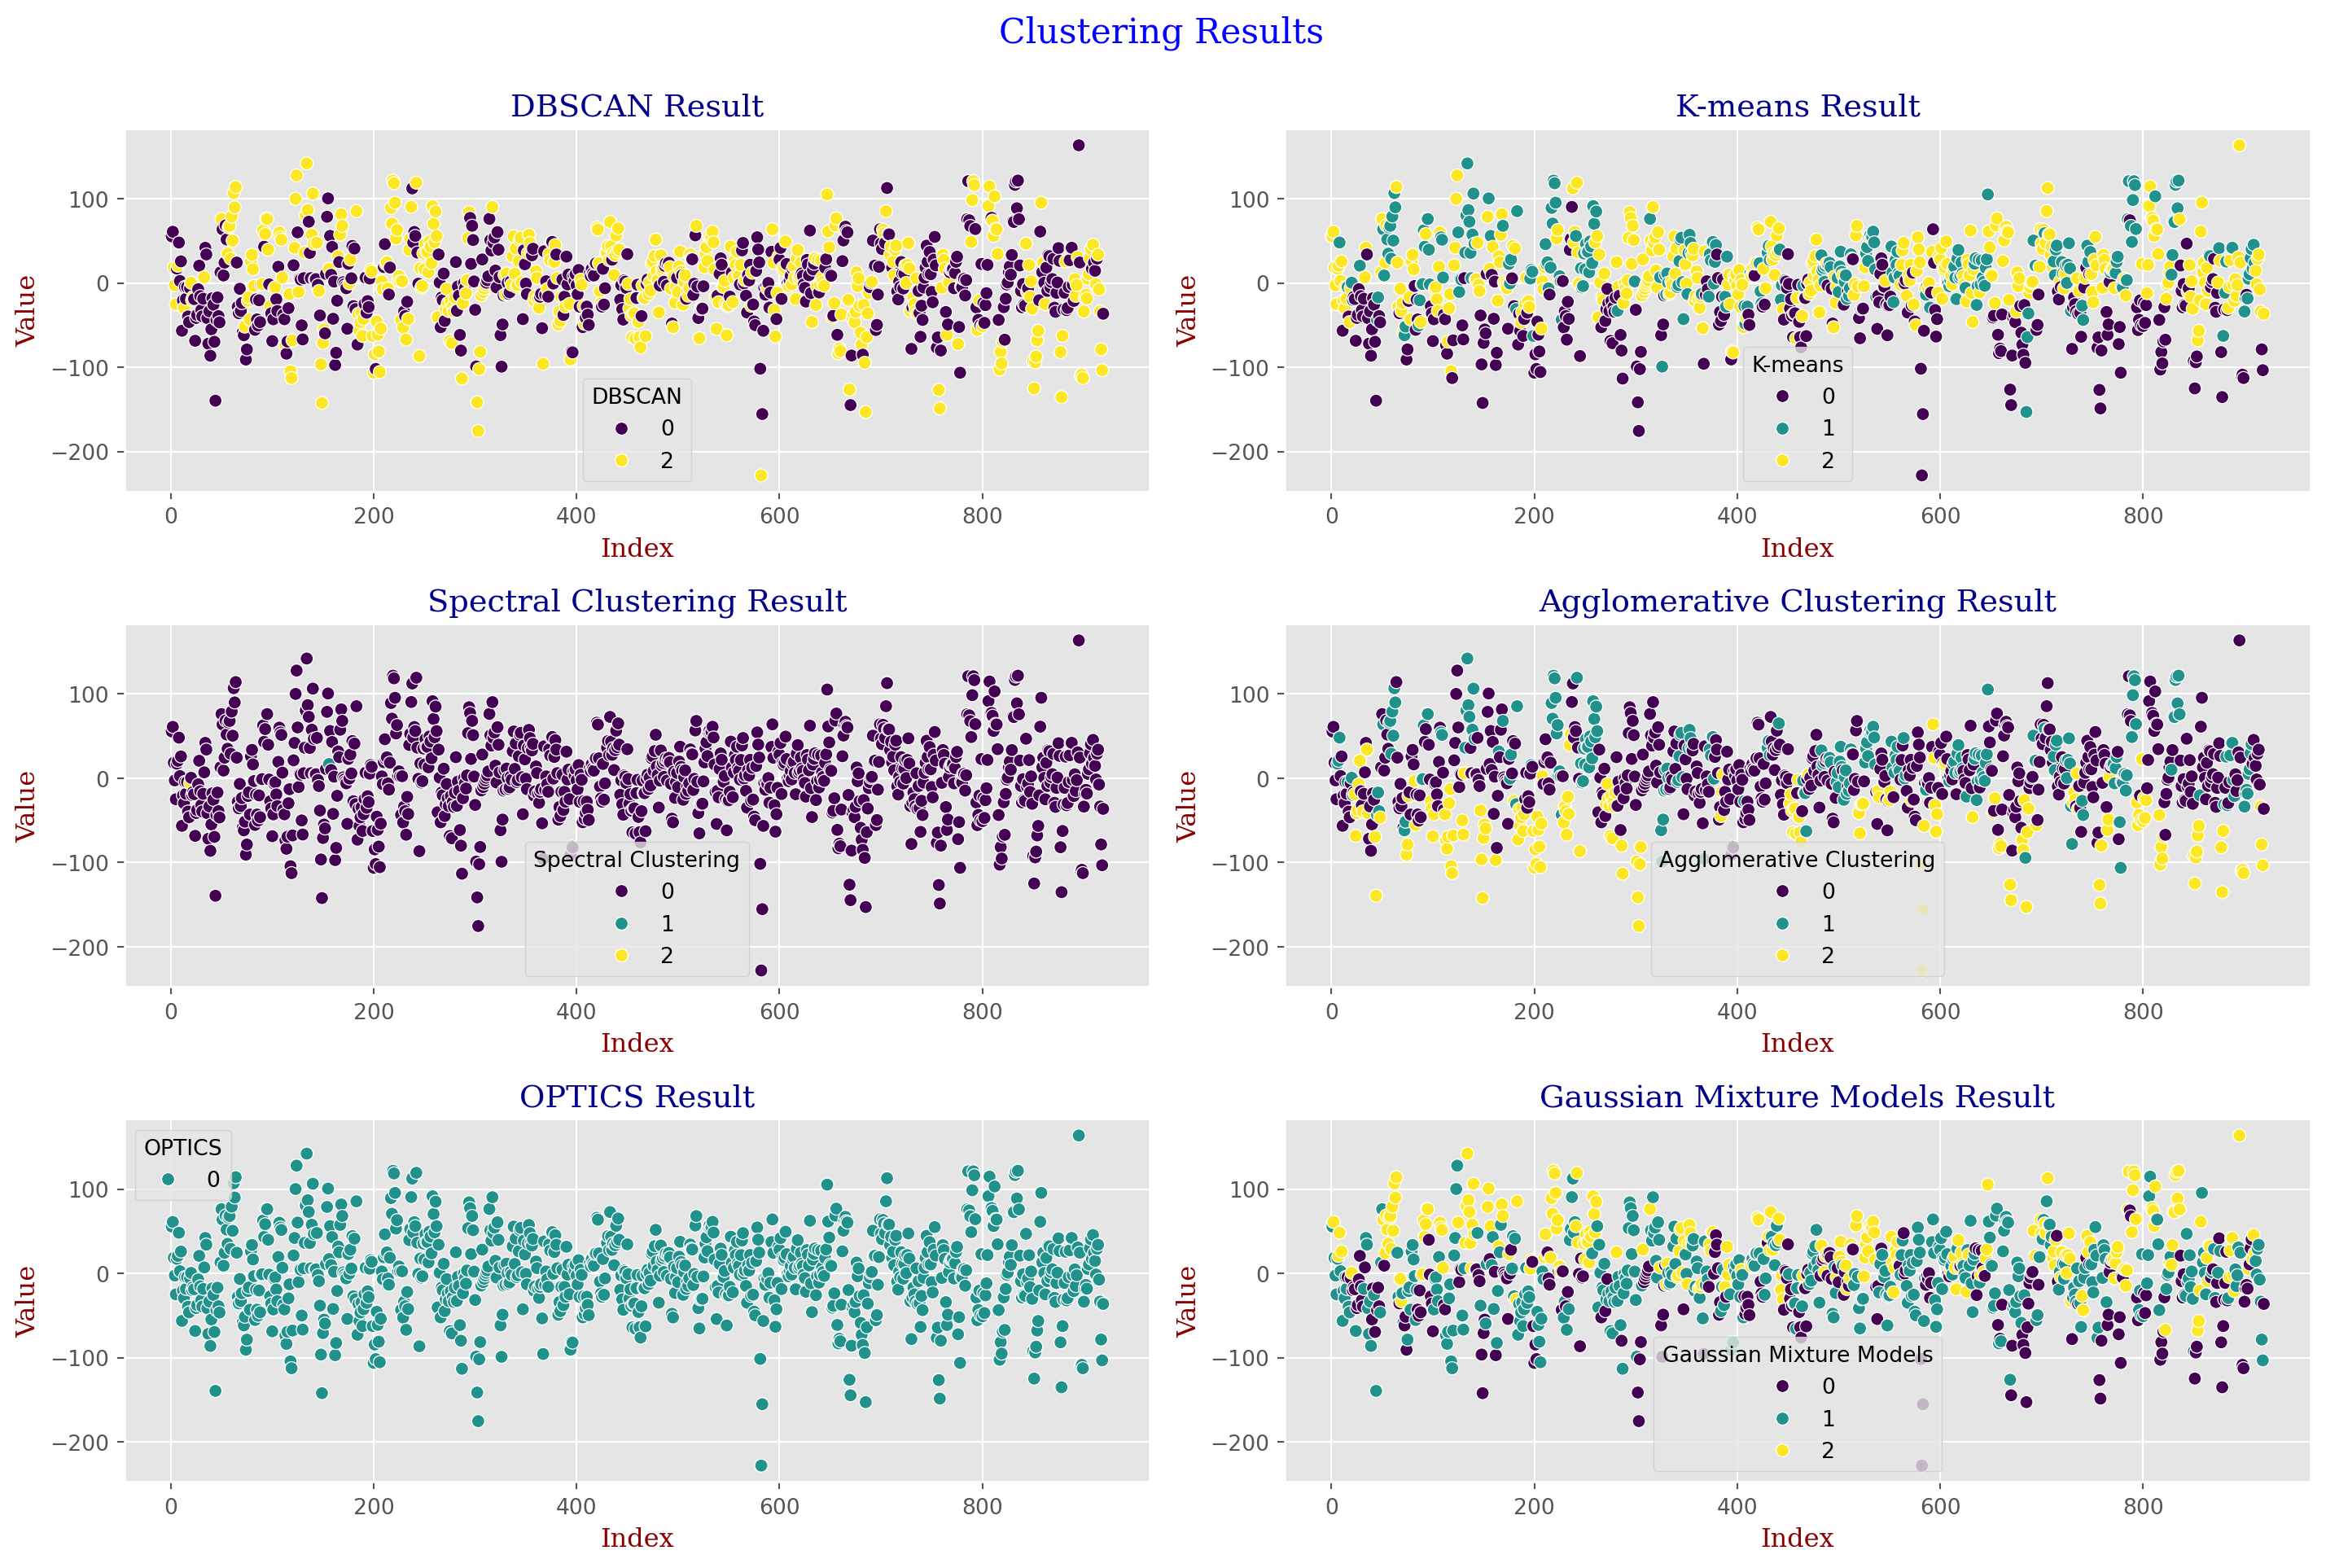 Clustering Results
DBSCAN Result
Value
100
0
−100
−200
DBSCAN
0
2
0
200
400
600
800
Index
K-means Result
Value
100
0
−100
−200
K-means
0
1
2
0
200
400
600
800
Index
Spectral Clustering Result
Value
100
0
−100
−200
Spectral Clustering
0
1
2
0
200
400
600
800
Index
Agglomerative Clustering Result
Value
100
0
−100
−200
Agglomerative Clustering
0
1
2
0
200
400
600
800
Index
OPTICS Result
Value
100
0
−100
−200
OPTICS
0
0
200
400
600
800
Index
Gaussian Mixture Models Result
Value
100
0
−100
−200
Gaussian Mixture Models
0
1
2
0
200
400
600
800
Index